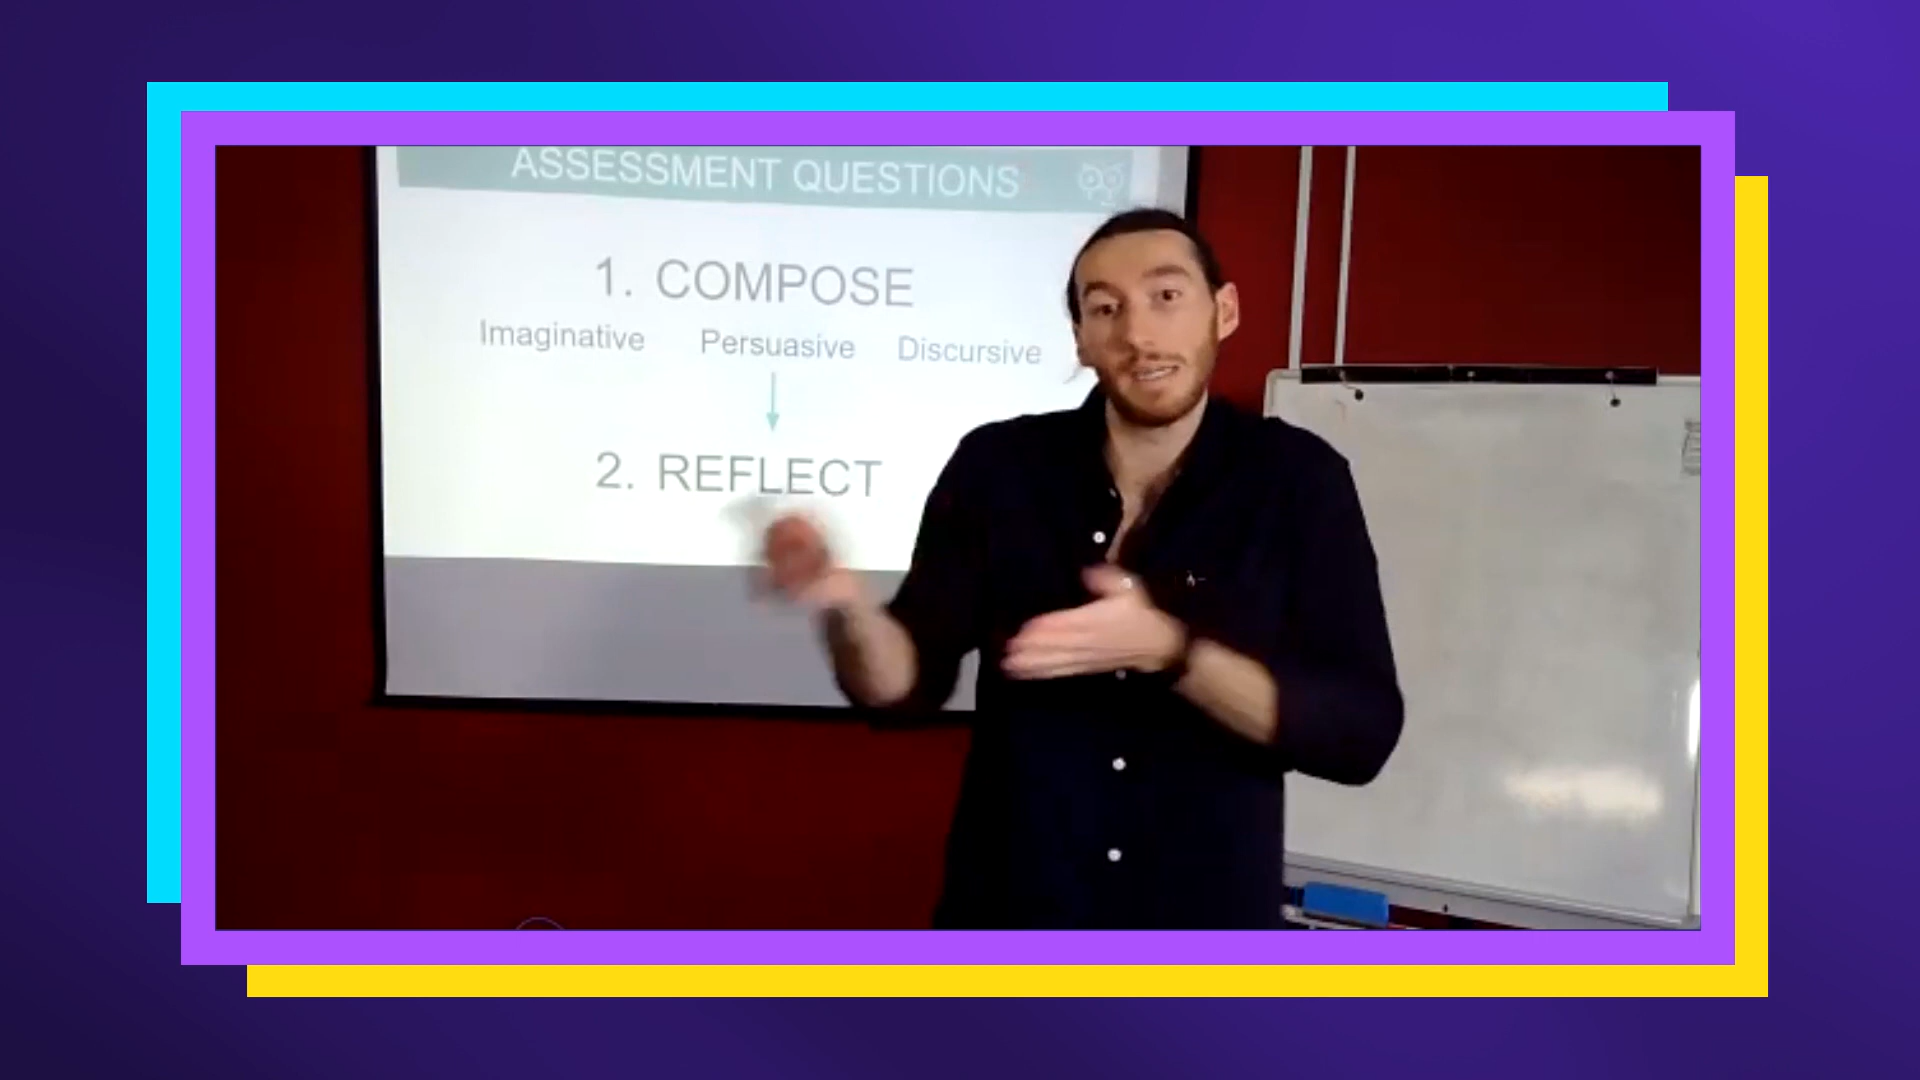 ASSESSMENT QUESTIONS
1. COMPOSE
Imaginative Persuasive Discursive
2. REFLECT